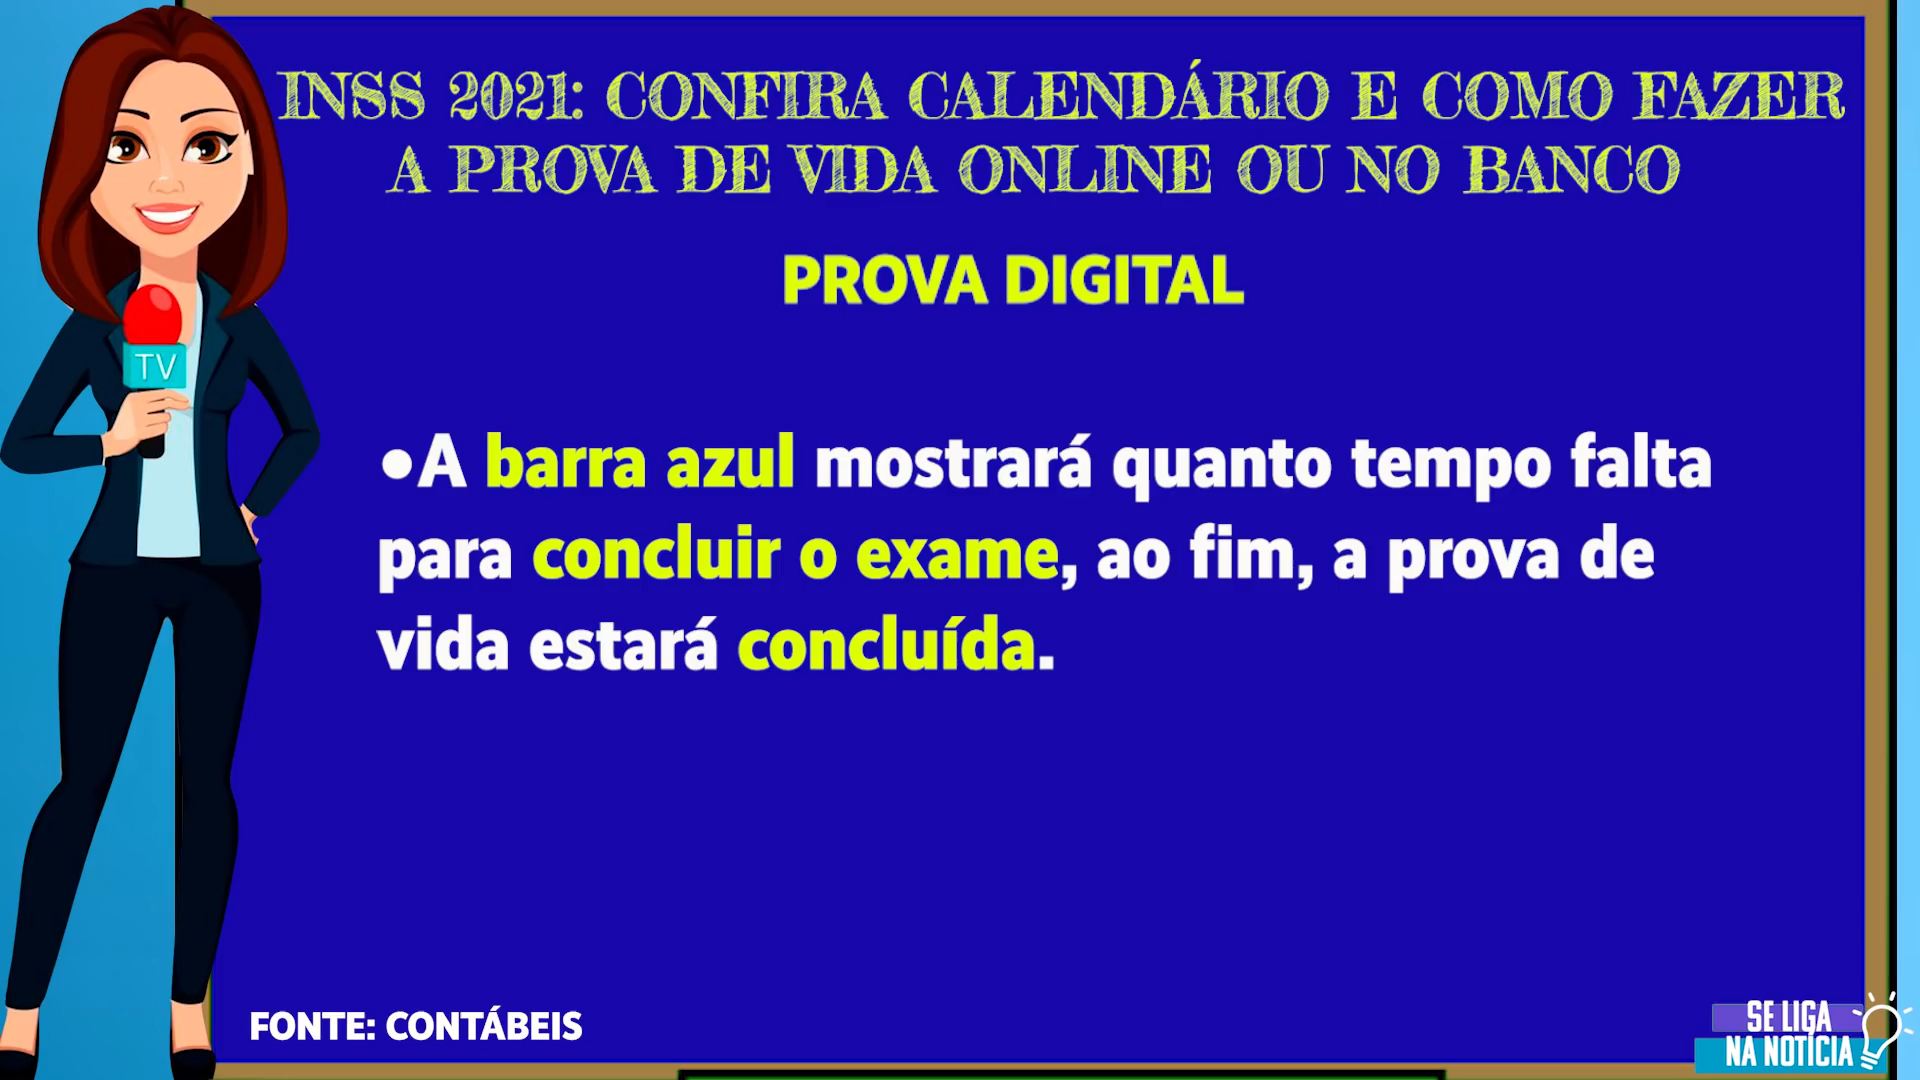 INSS 2021: CONFIRA CALENDÁRIO E COMO FAZER
A PROVA DE VIDA ONLINE OU NO BANCO
PROVA DIGITAL
TV
●A barra azul mostrará quanto tempo falta
para concluir o exame, ao fim, a prova de
vida estará concluída.
FONTE: CONTÁBEIS
SE LIGA
NA NOTÍCIA